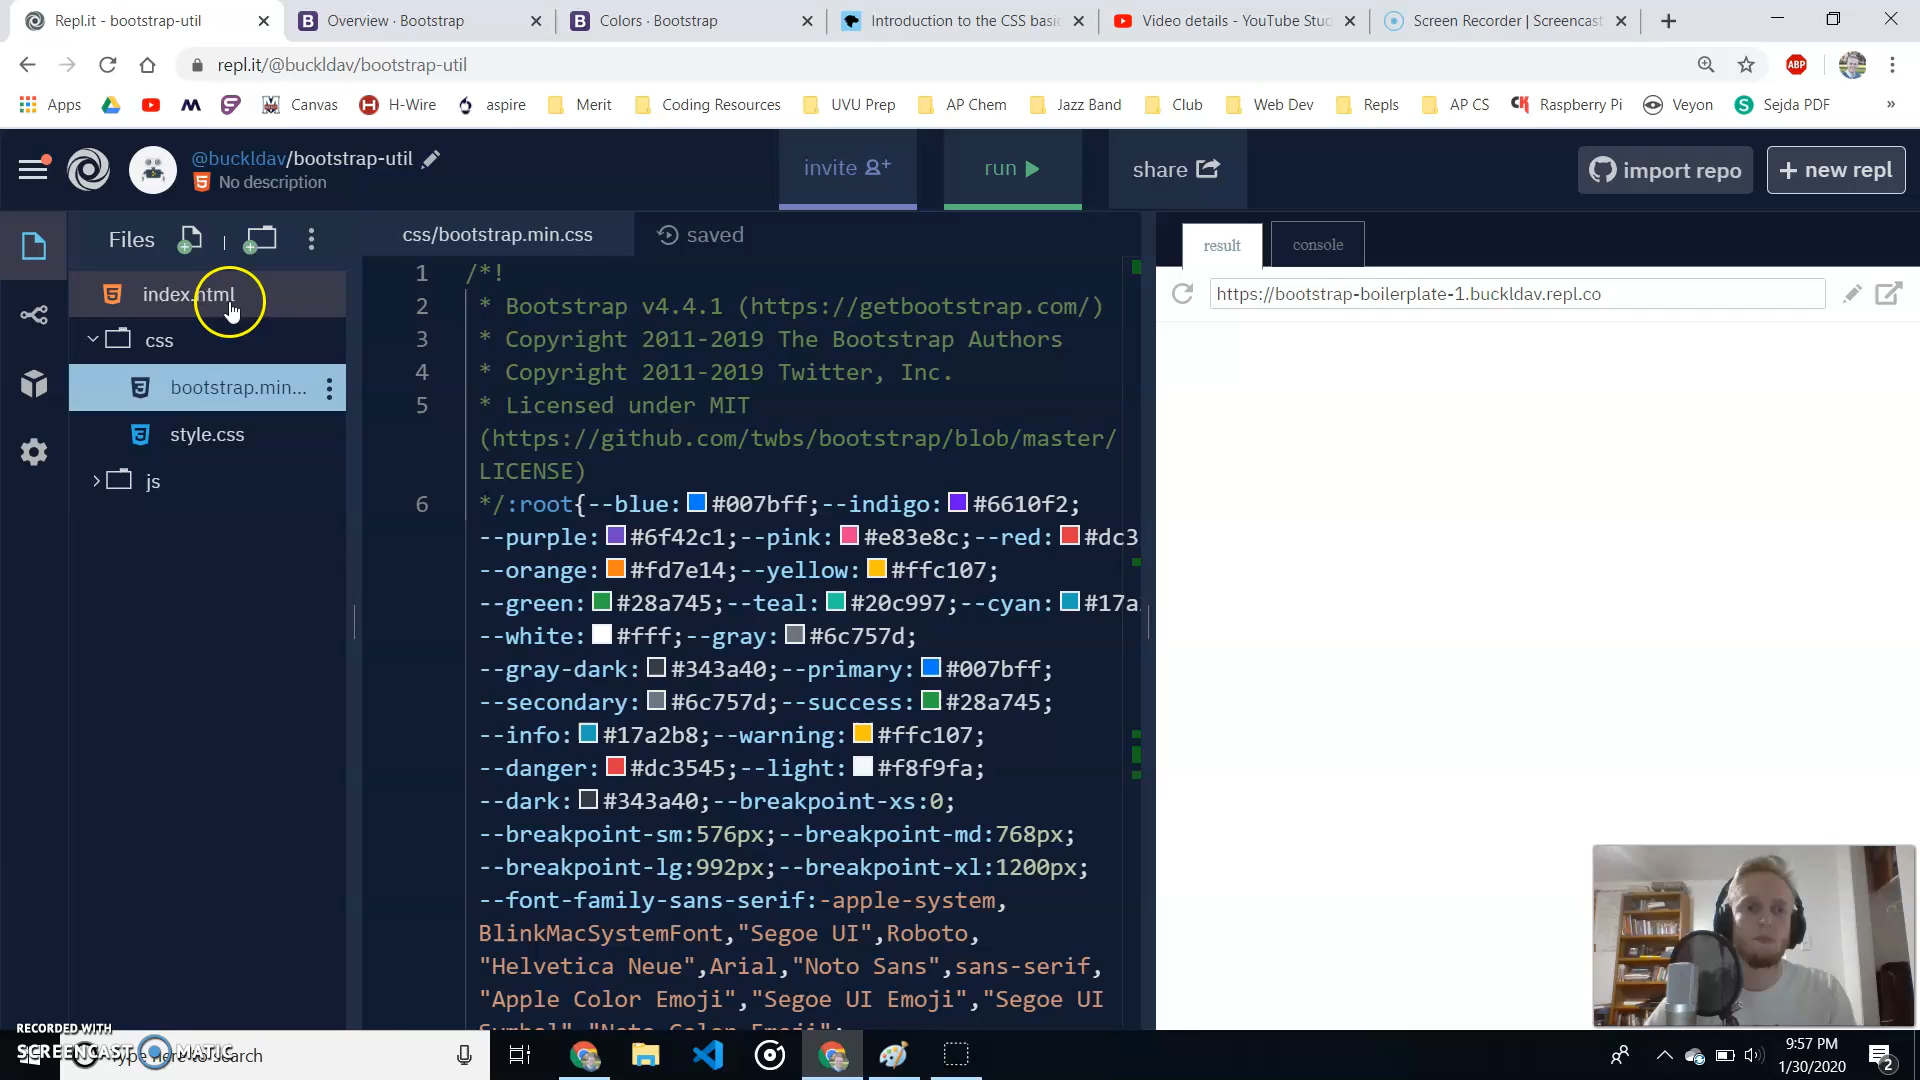 Repl.it - bootstrap-util
Overview · Bootstrap
Colors · Bootstrap
Introduction to the CSS basi
Video details - YouTube Stud
Screen Recorder | Screencast
repl.it/@buckldav/bootstrap-util
ABP
Apps
Canvas
H-Wire
aspire
Merit
Coding Resources
UVU Prep
AP Chem
Jazz Band
Club
Web Dev
Repls
AP CS
Raspberry Pi
Veyon
Sejda PDF
»
@buckldav/bootstrap-util
No description
invite
run
share
import repo
+ new repl
Files
css/bootstrap.min.css
saved
result
console
index.html
https://bootstrap-boilerplate-1.buckldav.repl.co
css
bootstrap.min...
style.css
js
1 /*!
2 * Bootstrap v4.4.1 (https://getbootstrap.com/)
3 * Copyright 2011-2019 The Bootstrap Authors
4 * Copyright 2011-2019 Twitter, Inc.
5 * Licensed under MIT
(https://github.com/twbs/bootstrap/blob/master/
LICENSE)
6 */:root{--blue:#007bff;--indigo:#6610f2;
--purple:#6f42c1;--pink:#e83e8c;--red:#dc3
--orange:#fd7e14;--yellow:#ffc107;
--green:#28a745;--teal:#20c997;--cyan:#17a
--white:#fff;--gray:#6c757d;
--gray-dark:#343a40;--primary:#007bff;
--secondary:#6c757d;--success:#28a745;
--info:#17a2b8;--warning:#ffc107;
--danger:#dc3545;--light:#f8f9fa;
--dark:#343a40;--breakpoint-xs:0;
--breakpoint-sm:576px;--breakpoint-md:768px;
--breakpoint-lg:992px;--breakpoint-xl:1200px;
--font-family-sans-serif:-apple-system,
BlinkMacSystemFont,"Segoe UI",Roboto,
"Helvetica Neue",Arial,"Noto Sans",sans-serif,
"Apple Color Emoji","Segoe UI Emoji","Segoe UI
Symbol","Noto Color Emoji";
RECORDED WITH
SCREENCAST MATIC
Type here to search
9:57 PM
1/30/2020
2